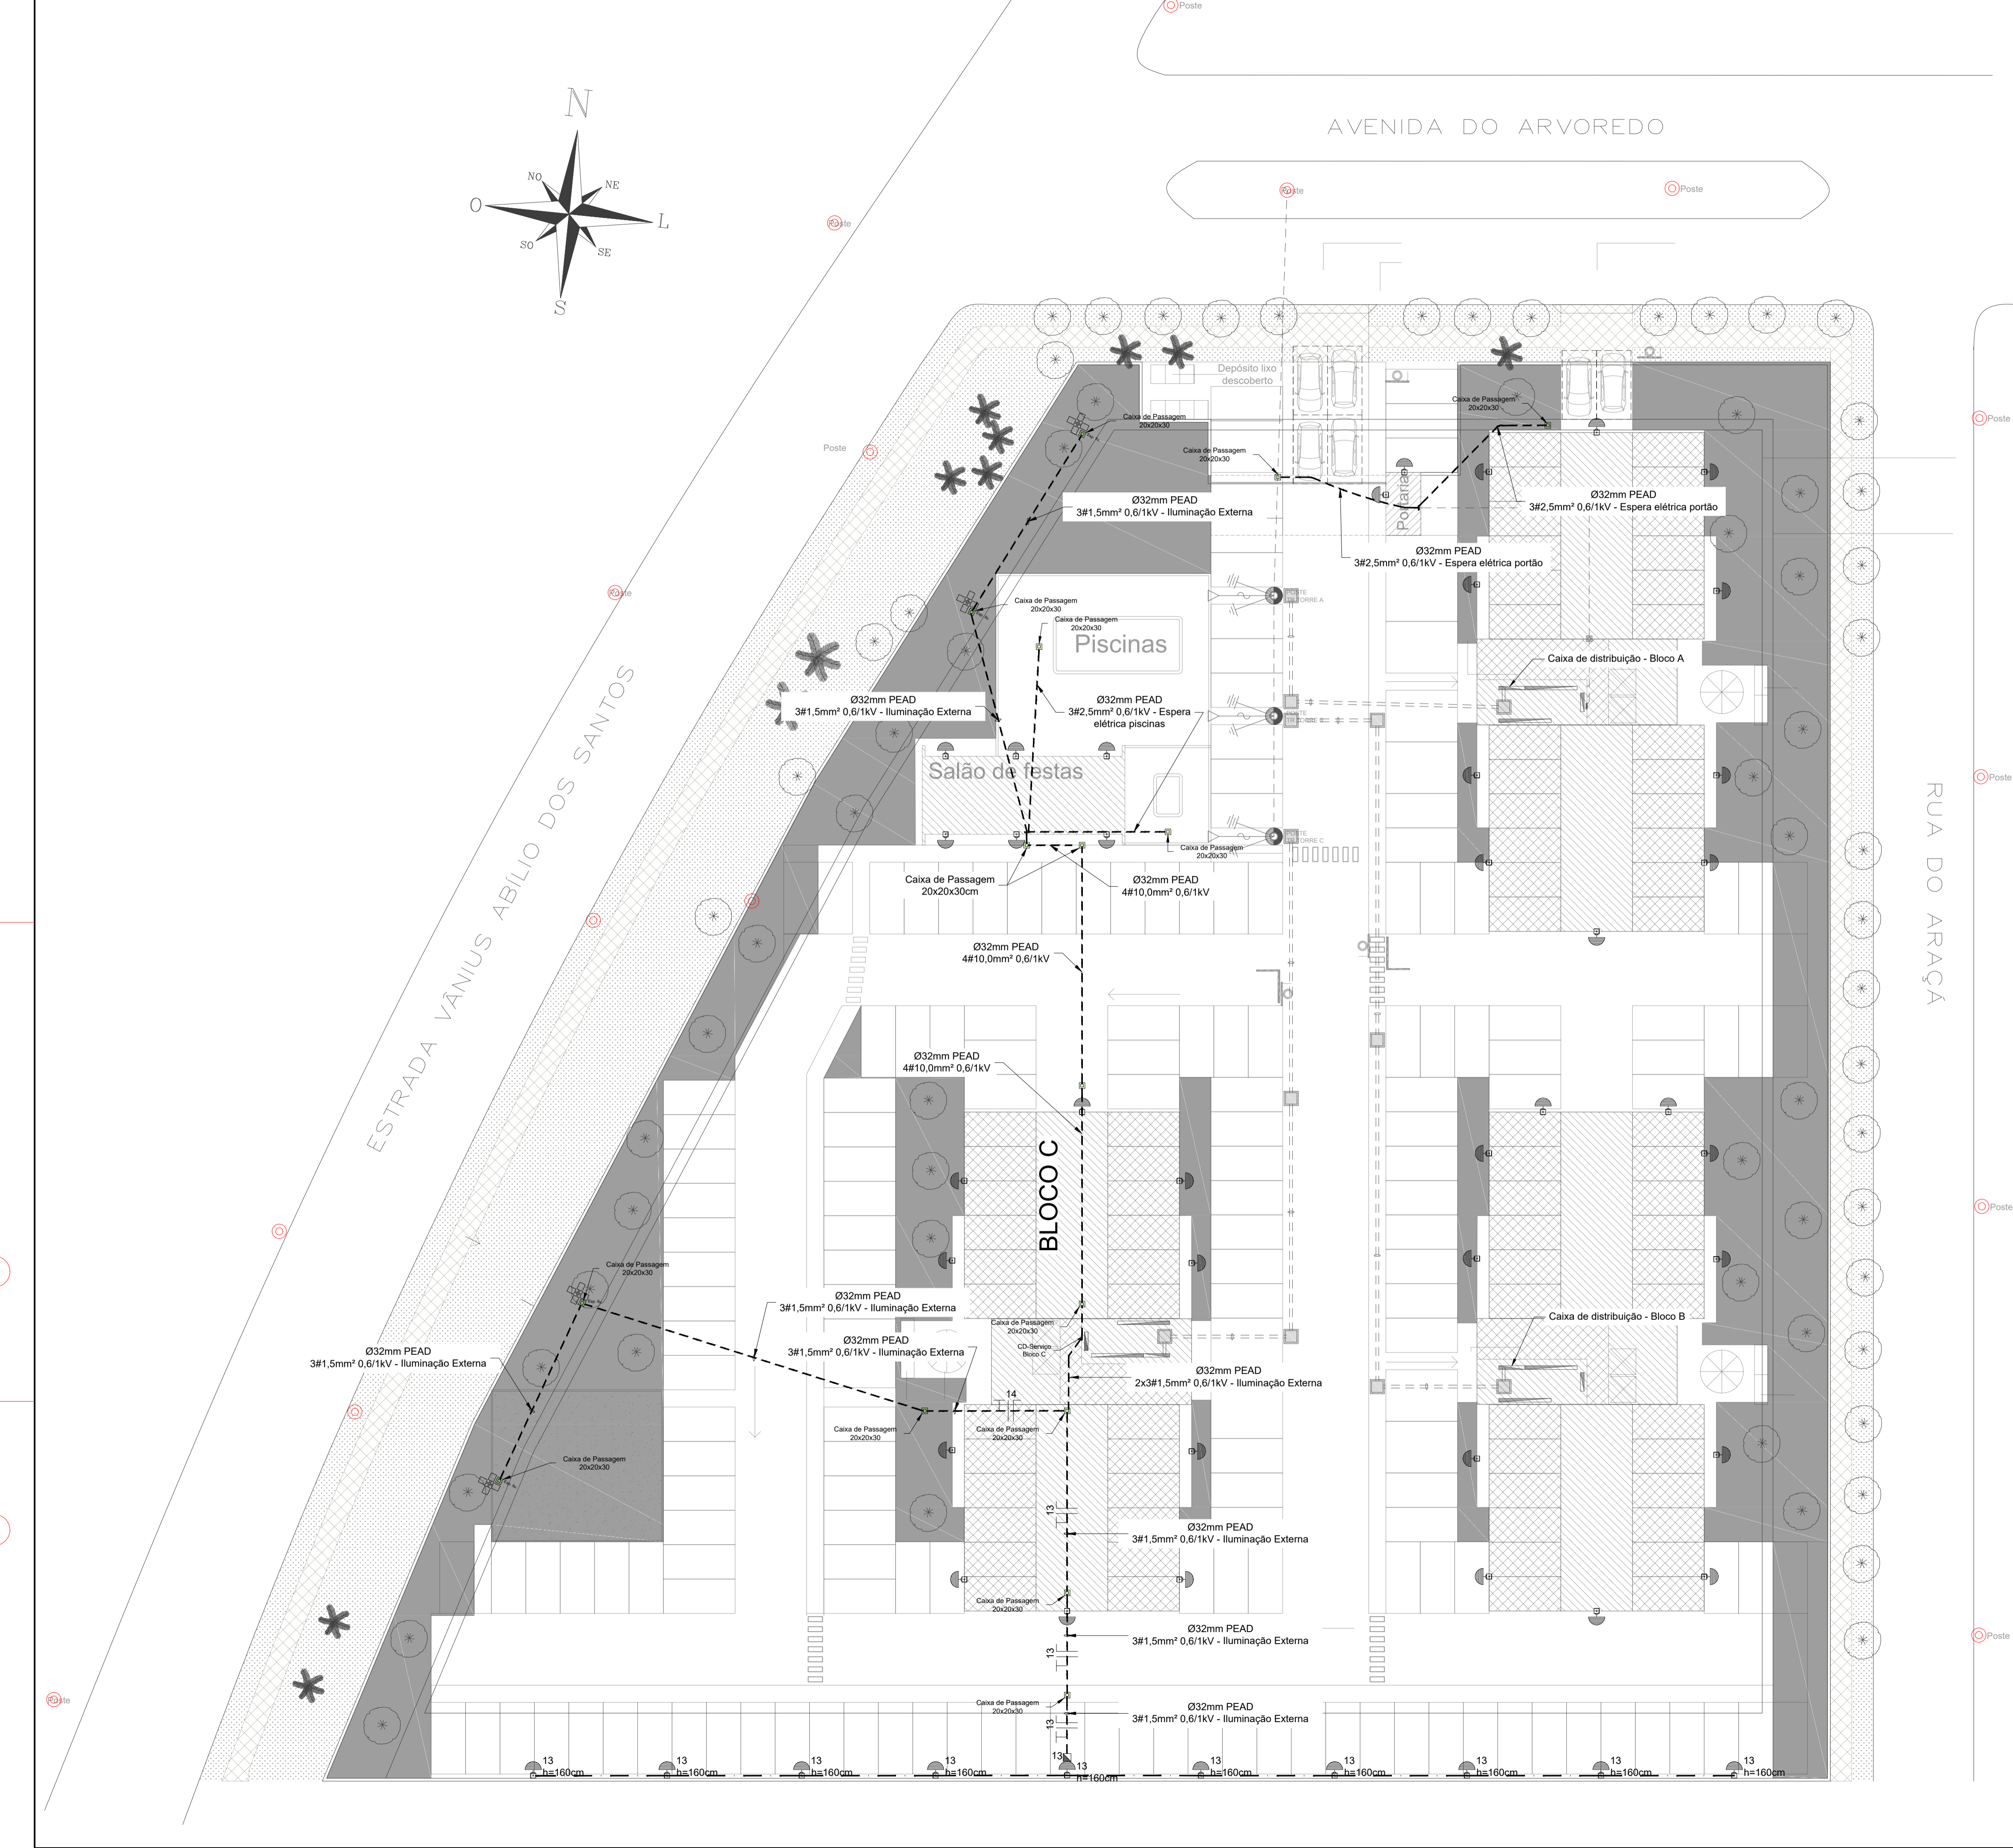 Poste
AVENIDA DO ARVOREDO
N
NO
NE
O
L
SO
SE
S
Poste
Poste
Poste
Depósito lixo
descoberto
Caixa de Passagem
20x20x30
Caixa de Passagem
20x20x30
Poste
Poste
Caixa de Passagem
20x20x30
Portaria
Ø32mm PEAD
3#1,5mm² 0,6/1kV - Iluminação Externa
Ø32mm PEAD
3#2,5mm² 0,6/1kV - Espera elétrica portão
Ø32mm PEAD
3#2,5mm² 0,6/1kV - Espera elétrica portão
Poste
Caixa de Passagem
20x20x30
POSTE
TR TORRE A
Caixa de Passagem
20x20x30
Piscinas
Caixa de distribuição - Bloco A
Ø32mm PEAD
3#1,5mm² 0,6/1kV - Iluminação Externa
Ø32mm PEAD
3#2,5mm² 0,6/1kV - Espera
elétrica piscinas
POSTE
Salão de festas
Poste
RUA DO ARAÇÁ
ESTRADA VÂNIUS ABÍLIO DOS SANTOS
POSTE
TR TORRE C
Caixa de Passagem
20x20x30
Caixa de Passagem
20x20x30cm
Ø32mm PEAD
4#10,0mm² 0,6/1kV
Ø32mm PEAD
4#10,0mm² 0,6/1kV
Ø32mm PEAD
4#10,0mm² 0,6/1kV
BLOCO C
Poste
Caixa de Passagem
20x20x30
Ø32mm PEAD
3#1,5mm² 0,6/1kV - Iluminação Externa
Caixa de Passagem
20x20x30
Caixa de distribuição - Bloco B
Ø32mm PEAD
3#1,5mm² 0,6/1kV - Iluminação Externa
CD-Serviço
Bloco C
Ø32mm PEAD
3#1,5mm² 0,6/1kV - Iluminação Externa
Ø32mm PEAD
2x3#1,5mm² 0,6/1kV - Iluminação Externa
14
Caixa de Passagem
20x20x30
Caixa de Passagem
20x20x30
Caixa de Passagem
20x20x30
13
Ø32mm PEAD
3#1,5mm² 0,6/1kV - Iluminação Externa
Caixa de Passagem
20x20x30
Ø32mm PEAD
3#1,5mm² 0,6/1kV - Iluminação Externa
Poste
13
Poste
Caixa de Passagem
20x20x30
Ø32mm PEAD
3#1,5mm² 0,6/1kV - Iluminação Externa
13
13
13
h=160cm
13
h=160cm
13
h=160cm
13
h=160cm
13
h=160cm
13
h=160cm
13
h=160cm
13
h=160cm
13
h=160cm
13
h=160cm